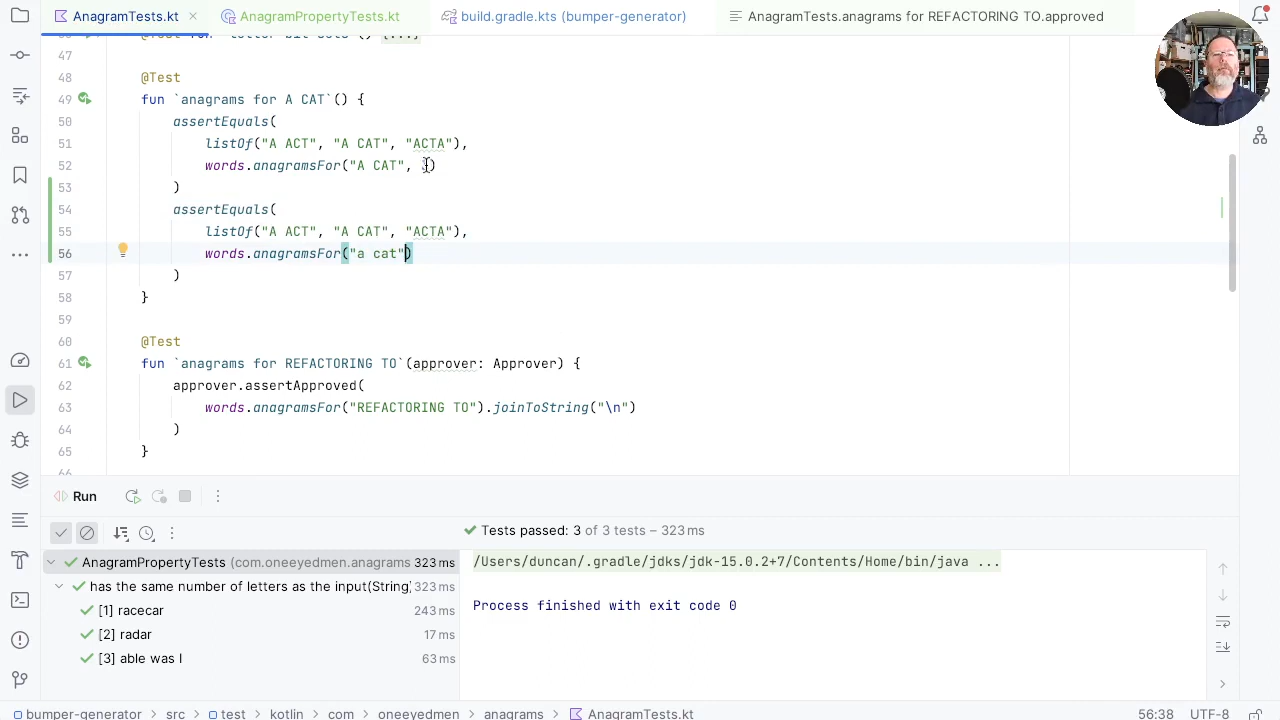 AnagramTests.kt
AnagramPropertyTests.kt
build.gradle.kts (bumper-generator)
AnagramTests.anagrams for REFACTORING TO.approved
47
48 @Test
49 fun `anagrams for A CAT`() {
50 assertEquals(
51 listOf("A ACT", "A CAT", "ACTA"),
52 words.anagramsFor("A CAT", )
53 )
54 assertEquals(
55 listOf("A ACT", "A CAT", "ACTA"),
56 words.anagramsFor("a cat")
57 )
58 }
59
60 @Test
61 fun `anagrams for REFACTORING TO`(approver: Approver) {
62 approver.assertApproved(
63 words.anagramsFor("REFACTORING TO").joinToString("\n")
64 )
65 }
66
Run
Tests passed: 3 of 3 tests – 323 ms
AnagramPropertyTests (com.oneeyedmen.anagrams 323 ms
has the same number of letters as the input(String) 323 ms
[1] racecar 243 ms
[2] radar 17 ms
[3] able was I 63 ms
/Users/duncan/.gradle/jdks/jdk-15.0.2+7/Contents/Home/bin/java ...
Process finished with exit code 0
bumper-generator > src > test > kotlin > com > oneeyedmen > anagrams > AnagramTests.kt
56:38 UTF-8